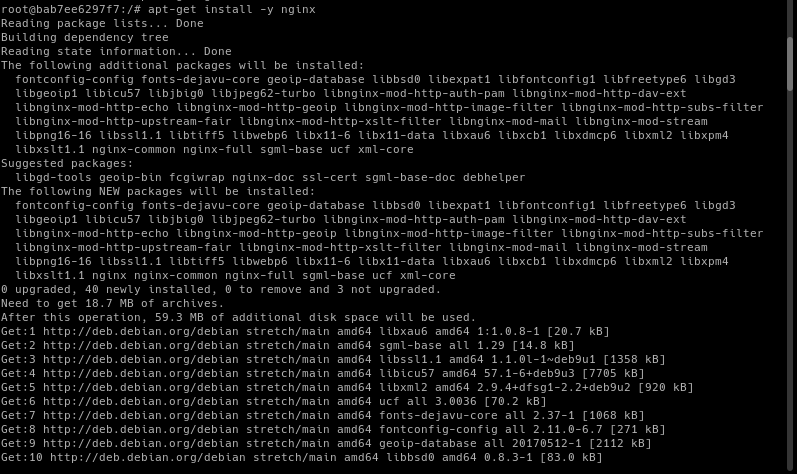 root@bab7ee6297f7:/# apt-get install -y nginx
Reading package lists... Done
Building dependency tree
Reading state information... Done
The following additional packages will be installed:
  fontconfig-config fonts-dejavu-core geoip-database libbsd0 libexpat1 libfontconfig1 libfreetype6 libgd3
  libgeoip1 libicu57 libjbig0 libjpeg62-turbo libnginx-mod-http-auth-pam libnginx-mod-http-dav-ext
  libnginx-mod-http-echo libnginx-mod-http-geoip libnginx-mod-http-image-filter libnginx-mod-http-subs-filter
  libnginx-mod-http-upstream-fair libnginx-mod-http-xslt-filter libnginx-mod-mail libnginx-mod-stream
  libpng16-16 libssl1.1 libtiff5 libwebp6 libx11-6 libx11-data libxau6 libxcb1 libxdmcp6 libxml2 libxpm4
  libxslt1.1 nginx-common nginx-full sgml-base ucf xml-core
Suggested packages:
  libgd-tools geoip-bin fcgiwrap nginx-doc ssl-cert sgml-base-doc debhelper
The following NEW packages will be installed:
  fontconfig-config fonts-dejavu-core geoip-database libbsd0 libexpat1 libfontconfig1 libfreetype6 libgd3
  libgeoip1 libicu57 libjbig0 libjpeg62-turbo libnginx-mod-http-auth-pam libnginx-mod-http-dav-ext
  libnginx-mod-http-echo libnginx-mod-http-geoip libnginx-mod-http-image-filter libnginx-mod-http-subs-filter
  libnginx-mod-http-upstream-fair libnginx-mod-http-xslt-filter libnginx-mod-mail libnginx-mod-stream
  libpng16-16 libssl1.1 libtiff5 libwebp6 libx11-6 libx11-data libxau6 libxcb1 libxdmcp6 libxml2 libxpm4
  libxslt1.1 nginx nginx-common nginx-full sgml-base ucf xml-core
0 upgraded, 40 newly installed, 0 to remove and 3 not upgraded.
Need to get 18.7 MB of archives.
After this operation, 59.3 MB of additional disk space will be used.
Get:1 http://deb.debian.org/debian stretch/main amd64 libxau6 amd64 1:1.0.8-1 [20.7 kB]
Get:2 http://deb.debian.org/debian stretch/main amd64 sgml-base all 1.29 [14.8 kB]
Get:3 http://deb.debian.org/debian stretch/main amd64 libssl1.1 amd64 1.1.0l-1~deb9u1 [1358 kB]
Get:4 http://deb.debian.org/debian stretch/main amd64 libicu57 amd64 57.1-6+deb9u3 [7705 kB]
Get:5 http://deb.debian.org/debian stretch/main amd64 libxml2 amd64 2.9.4+dfsg1-2.2+deb9u2 [920 kB]
Get:6 http://deb.debian.org/debian stretch/main amd64 ucf all 3.0036 [70.2 kB]
Get:7 http://deb.debian.org/debian stretch/main amd64 fonts-dejavu-core all 2.37-1 [1068 kB]
Get:8 http://deb.debian.org/debian stretch/main amd64 fontconfig-config all 2.11.0-6.7 [271 kB]
Get:9 http://deb.debian.org/debian stretch/main amd64 geoip-database all 20170512-1 [2112 kB]
Get:10 http://deb.debian.org/debian stretch/main amd64 libbsd0 amd64 0.8.3-1 [83.0 kB]